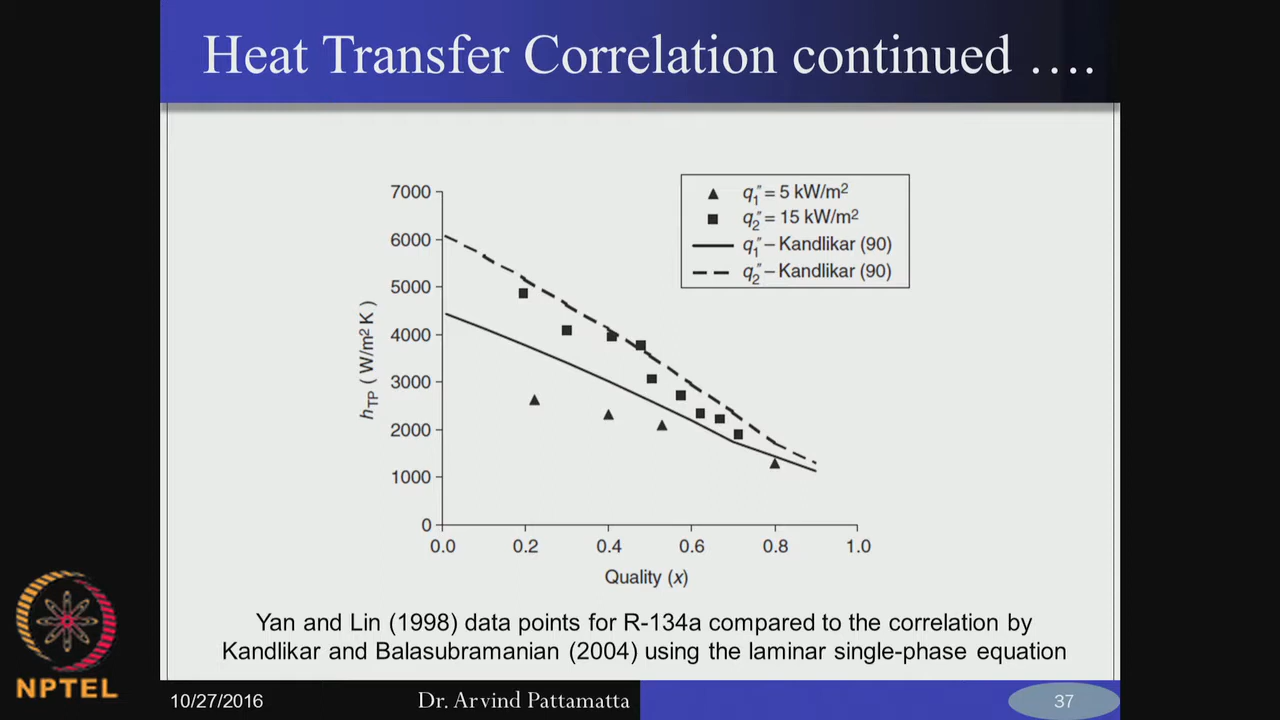 Heat Transfer Correlation continued ….
7000
6000
5000
4000
3000
2000
1000
0
h_TP ( W/m² K )
q₁″ = 5 kW/m²
q₂″ = 15 kW/m²
q₁″ – Kandlikar (90)
q₂″ – Kandlikar (90)
0.0 0.2 0.4 0.6 0.8 1.0
Quality (x)
Yan and Lin (1998) data points for R-134a compared to the correlation by
Kandlikar and Balasubramanian (2004) using the laminar single-phase equation
NPTEL
10/27/2016 Dr. Arvind Pattamatta 37